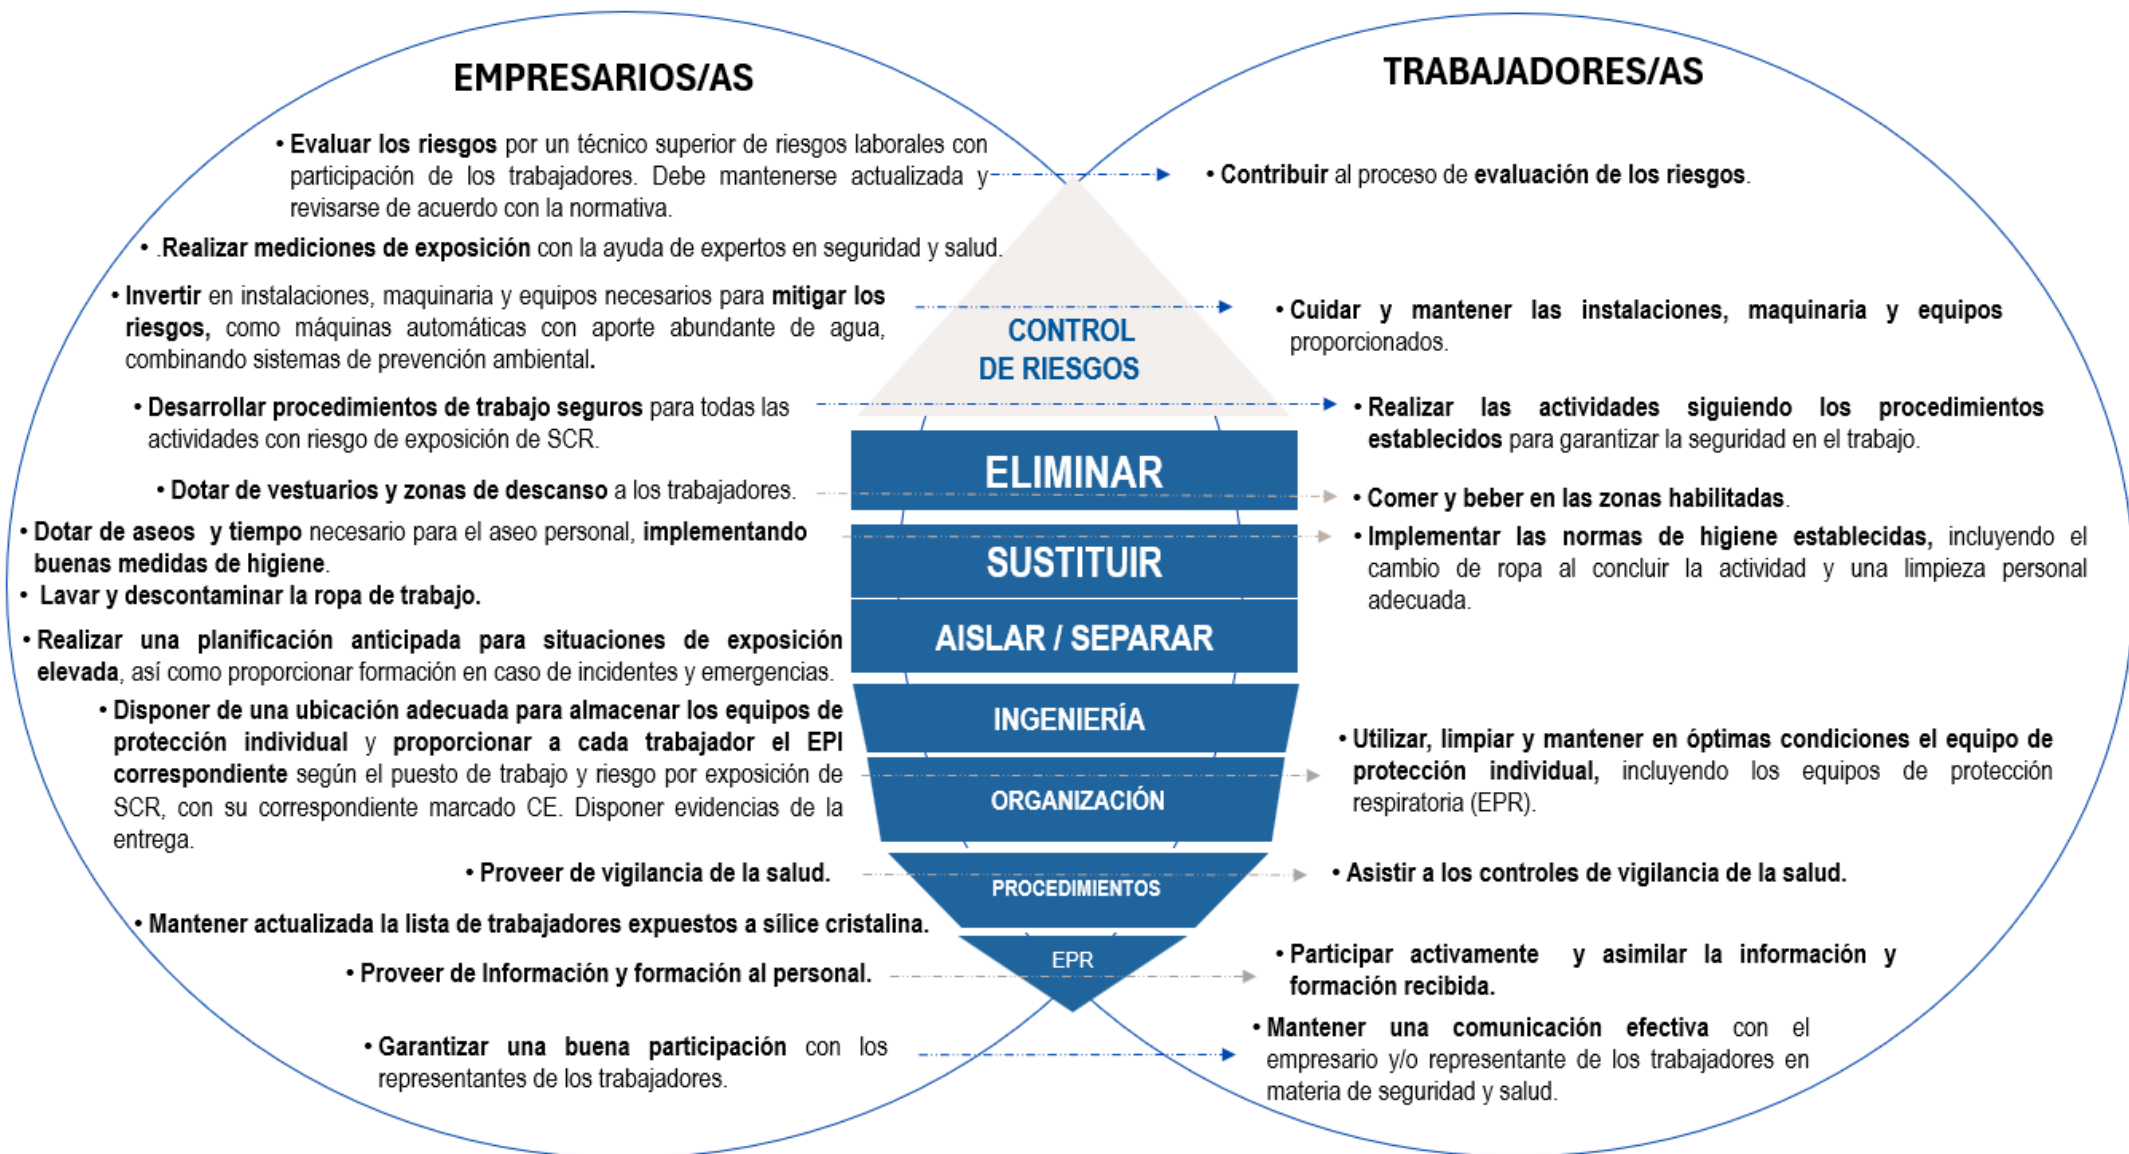 EMPRESARIOS/AS
• Evaluar los riesgos por un técnico superior de riesgos laborales con
participación de los trabajadores. Debe mantenerse actualizada y
revisarse de acuerdo con la normativa.
• .Realizar mediciones de exposición con la ayuda de expertos en seguridad y salud.
• Invertir en instalaciones, maquinaria y equipos necesarios para mitigar los
riesgos, como máquinas automáticas con aporte abundante de agua,
combinando sistemas de prevención ambiental.
• Desarrollar procedimientos de trabajo seguros para todas las
actividades con riesgo de exposición de SCR.
• Dotar de vestuarios y zonas de descanso a los trabajadores.
• Dotar de aseos y tiempo necesario para el aseo personal, implementando
buenas medidas de higiene.
• Lavar y descontaminar la ropa de trabajo.
• Realizar una planificación anticipada para situaciones de exposición
elevada, así como proporcionar formación en caso de incidentes y emergencias.
• Disponer de una ubicación adecuada para almacenar los equipos de
protección individual y proporcionar a cada trabajador el EPI
correspondiente según el puesto de trabajo y riesgo por exposición de
SCR, con su correspondiente marcado CE. Disponer evidencias de la
entrega.
• Proveer de vigilancia de la salud.
• Mantener actualizada la lista de trabajadores expuestos a sílice cristalina.
• Proveer de Información y formación al personal.
• Garantizar una buena participación con los
representantes de los trabajadores.
CONTROL
DE RIESGOS
ELIMINAR
SUSTITUIR
AISLAR / SEPARAR
INGENIERÍA
ORGANIZACIÓN
PROCEDIMIENTOS
EPR
TRABAJADORES/AS
• Contribuir al proceso de evaluación de los riesgos.
• Cuidar y mantener las instalaciones, maquinaria y equipos
proporcionados.
• Realizar las actividades siguiendo los procedimientos
establecidos para garantizar la seguridad en el trabajo.
• Comer y beber en las zonas habilitadas.
• Implementar las normas de higiene establecidas, incluyendo el
cambio de ropa al concluir la actividad y una limpieza personal
adecuada.
• Utilizar, limpiar y mantener en óptimas condiciones el equipo de
protección individual, incluyendo los equipos de protección
respiratoria (EPR).
• Asistir a los controles de vigilancia de la salud.
• Participar activamente y asimilar la información y
formación recibida.
• Mantener una comunicación efectiva con el
empresario y/o representante de los trabajadores en
materia de seguridad y salud.